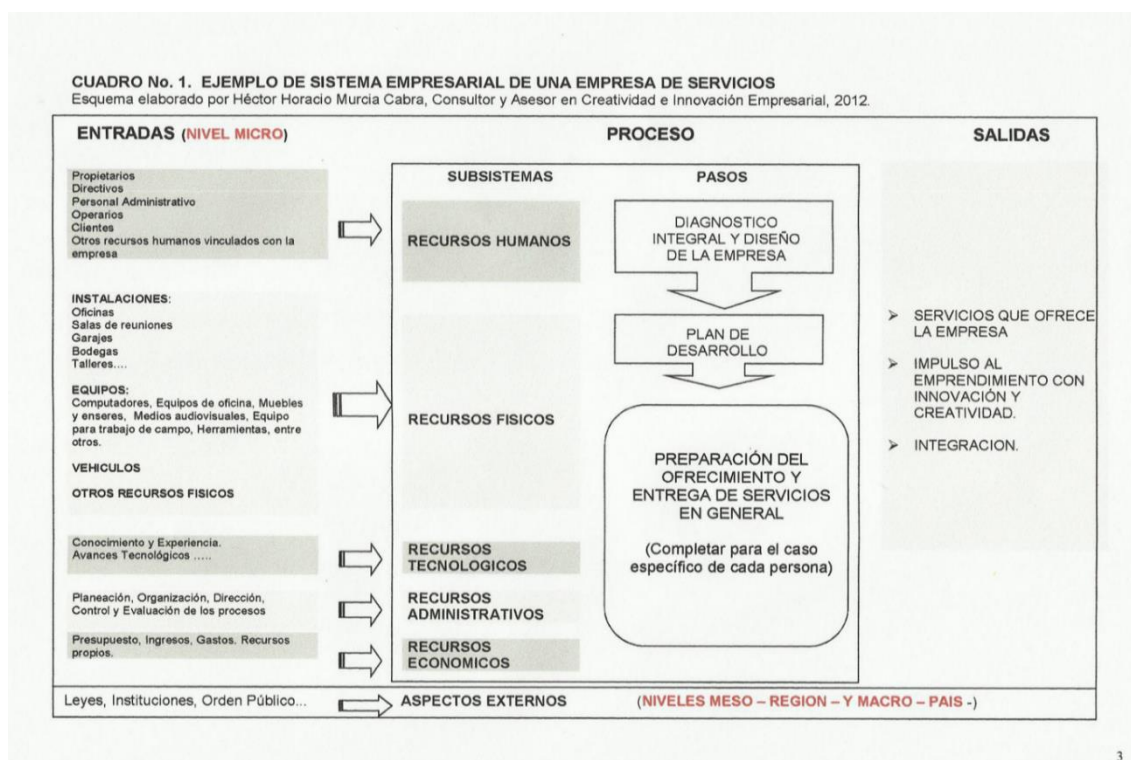 CUADRO No. 1. EJEMPLO DE SISTEMA EMPRESARIAL DE UNA EMPRESA DE SERVICIOS
Esquema elaborado por Héctor Horacio Murcia Cabra, Consultor y Asesor en Creatividad e Innovación Empresarial, 2012.
ENTRADAS (NIVEL MICRO)
PROCESO
SALIDAS
Propietarios
Directivos
Personal Administrativo
Operarios
Clientes
Otros recursos humanos vinculados con la
empresa
INSTALACIONES:
Oficinas
Salas de reuniones
Garajes
Bodegas
Talleres....
EQUIPOS:
Computadores, Equipos de oficina, Muebles
y enseres, Medios audiovisuales, Equipo
para trabajo de campo, Herramientas, entre
otros.
VEHICULOS
OTROS RECURSOS FISICOS
Conocimiento y Experiencia.
Avances Tecnológicos .....
Planeación, Organización, Dirección,
Control y Evaluación de los procesos
Presupuesto, Ingresos, Gastos. Recursos
propios.
SUBSISTEMAS
RECURSOS HUMANOS
RECURSOS FISICOS
RECURSOS
TECNOLOGICOS
RECURSOS
ADMINISTRATIVOS
RECURSOS
ECONOMICOS
PASOS
DIAGNOSTICO
INTEGRAL Y DISEÑO
DE LA EMPRESA
PLAN DE
DESARROLLO
PREPARACIÓN DEL
OFRECIMIENTO Y
ENTREGA DE SERVICIOS
EN GENERAL
(Completar para el caso
específico de cada persona)
➢ SERVICIOS QUE OFRECE
LA EMPRESA
➢ IMPULSO AL
EMPRENDIMIENTO CON
INNOVACIÓN Y
CREATIVIDAD.
➢ INTEGRACION.
Leyes, Instituciones, Orden Público...
ASPECTOS EXTERNOS
(NIVELES MESO – REGION – Y MACRO – PAIS -)
3